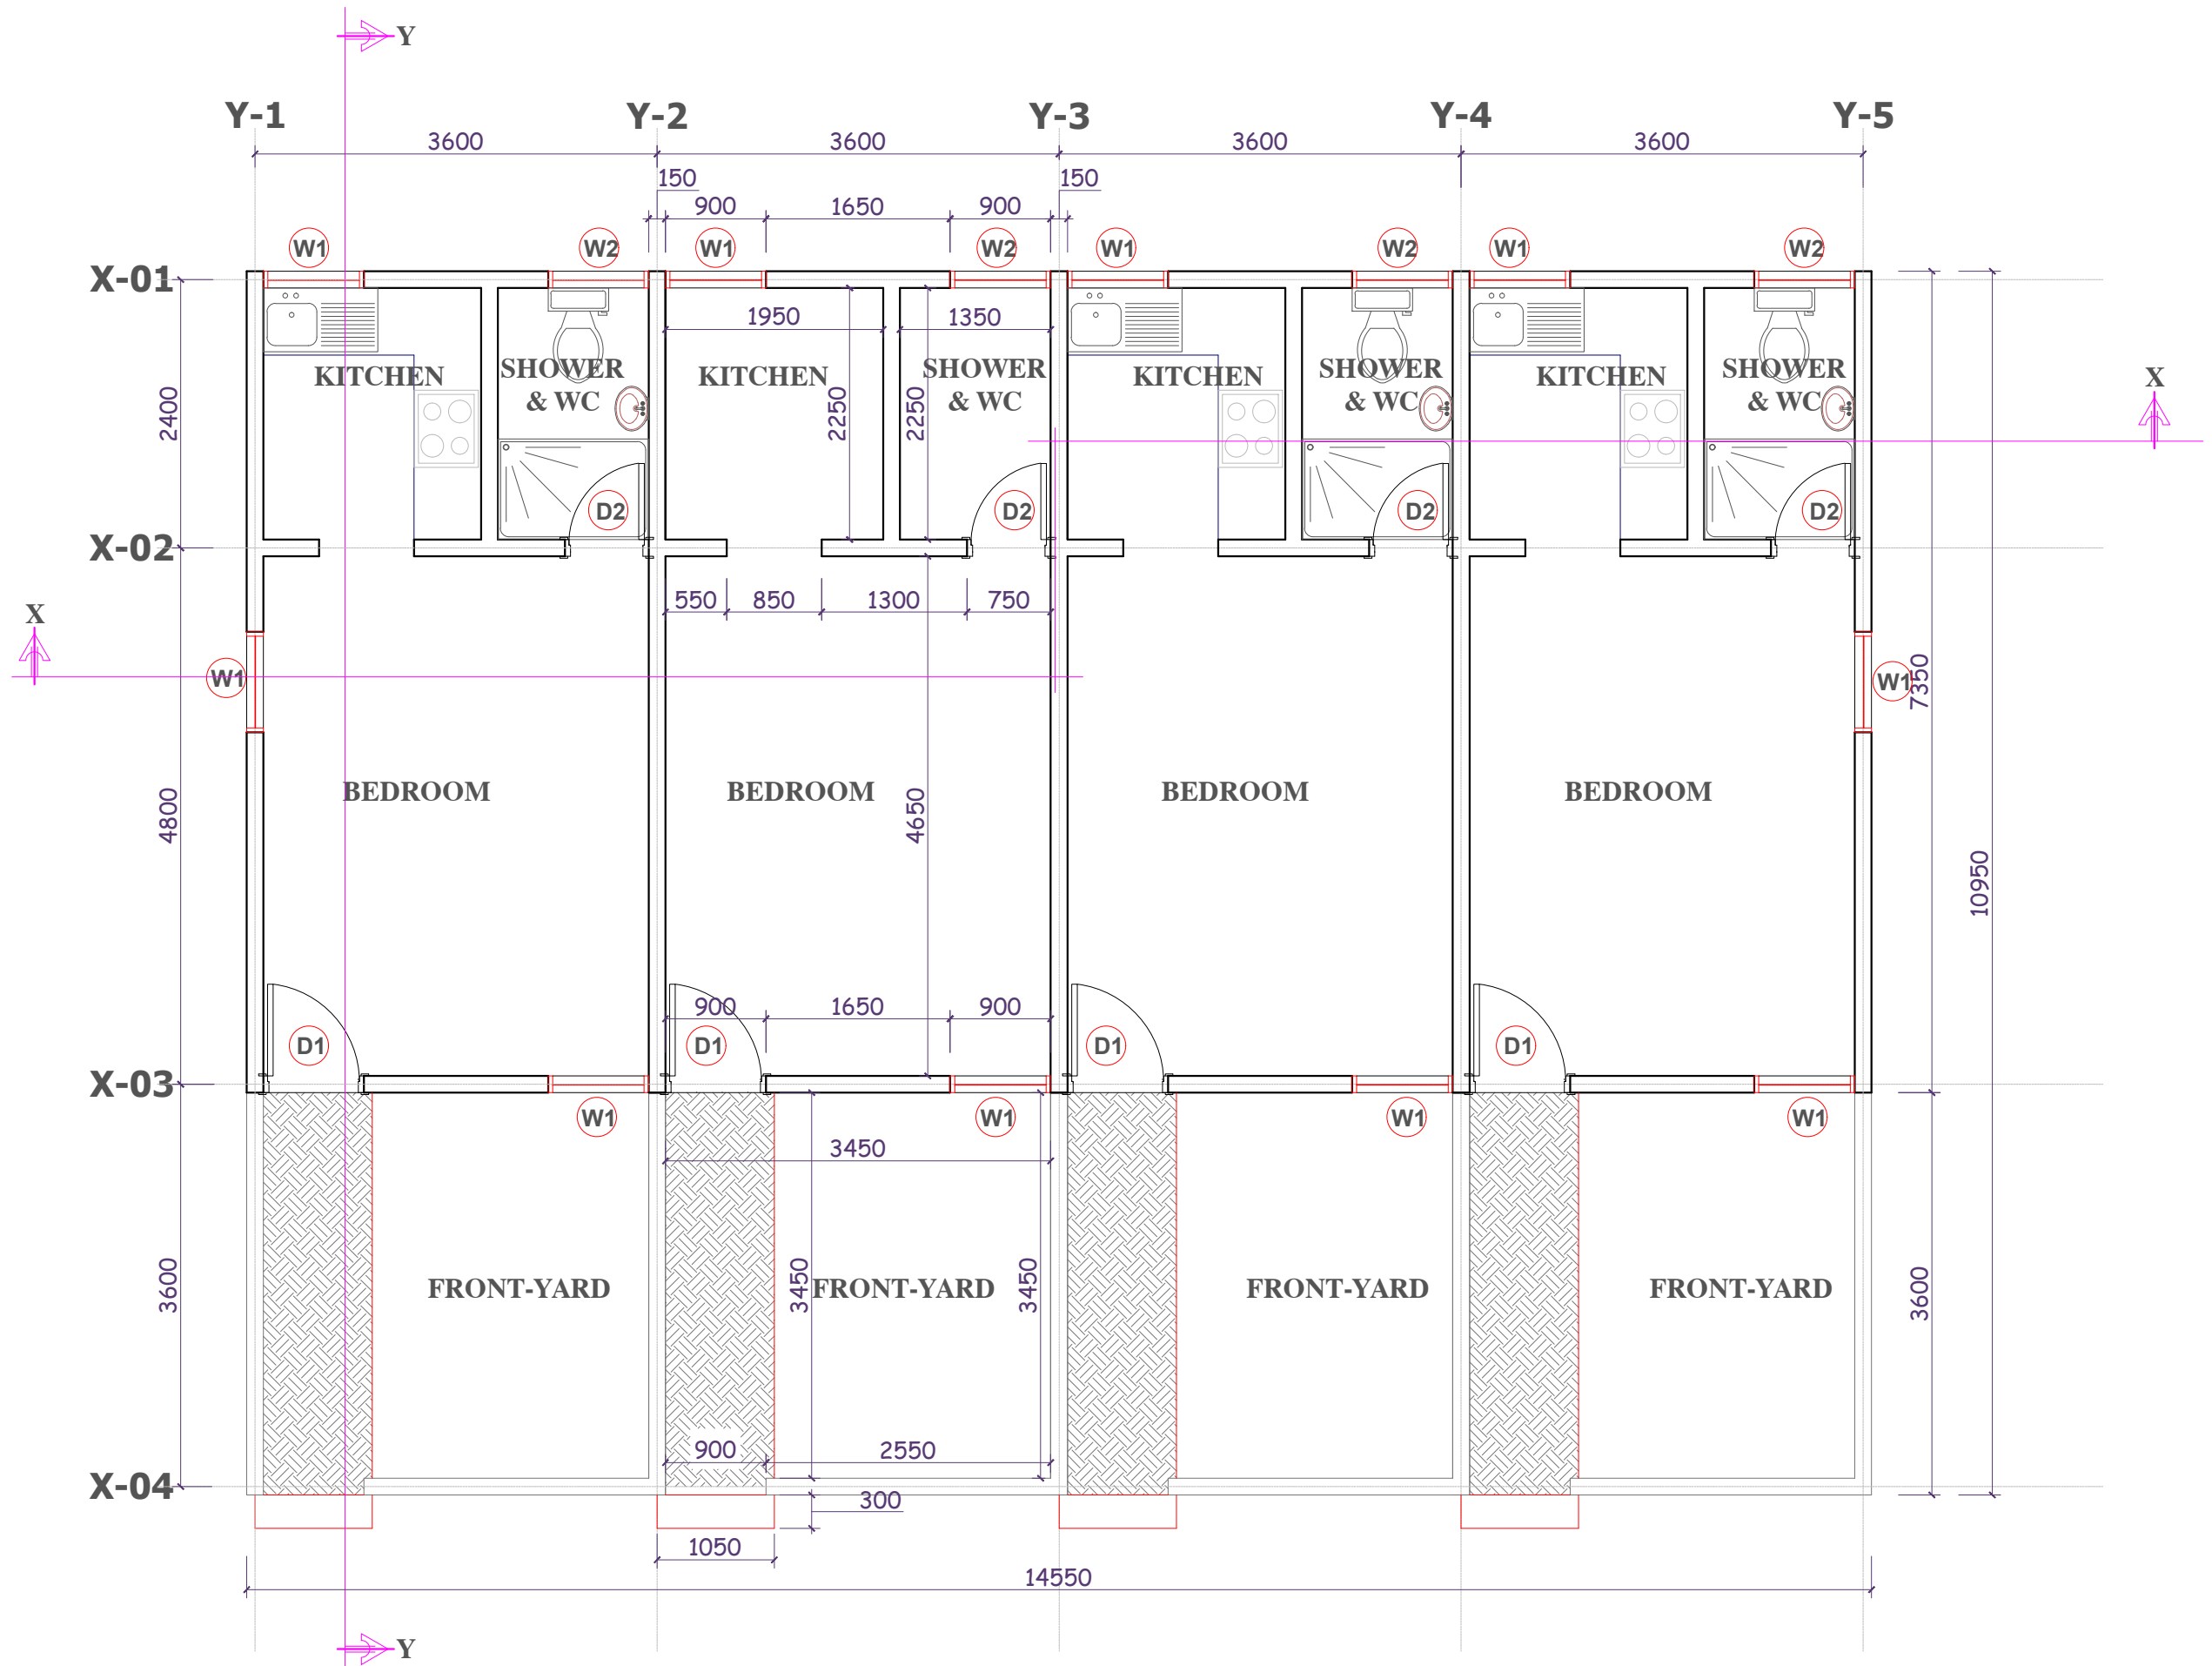 Y
Y-1 Y-2 Y-3 Y-4 Y-5
3600 3600 3600 3600
150 150
900 1650 900
W1 W2 W1 W2 W1 W2 W1 W2
X-01
1950 1350
KITCHEN SHOWER KITCHEN SHOWER KITCHEN SHOWER KITCHEN SHOWER X
& WC & WC & WC & WC
2400 2250 2250
D2 D2 D2 D2
X-02
550 850 1300 750
X
W1 W1 7350
BEDROOM BEDROOM BEDROOM BEDROOM
4800 4650 10950
900 1650 900
D1 D1 D1 D1
X-03
W1 W1 W1 W1
3450
3600 FRONT-YARD 3450 FRONT-YARD 3450 FRONT-YARD FRONT-YARD 3600
900 2550
X-04
300
1050
14550
Y